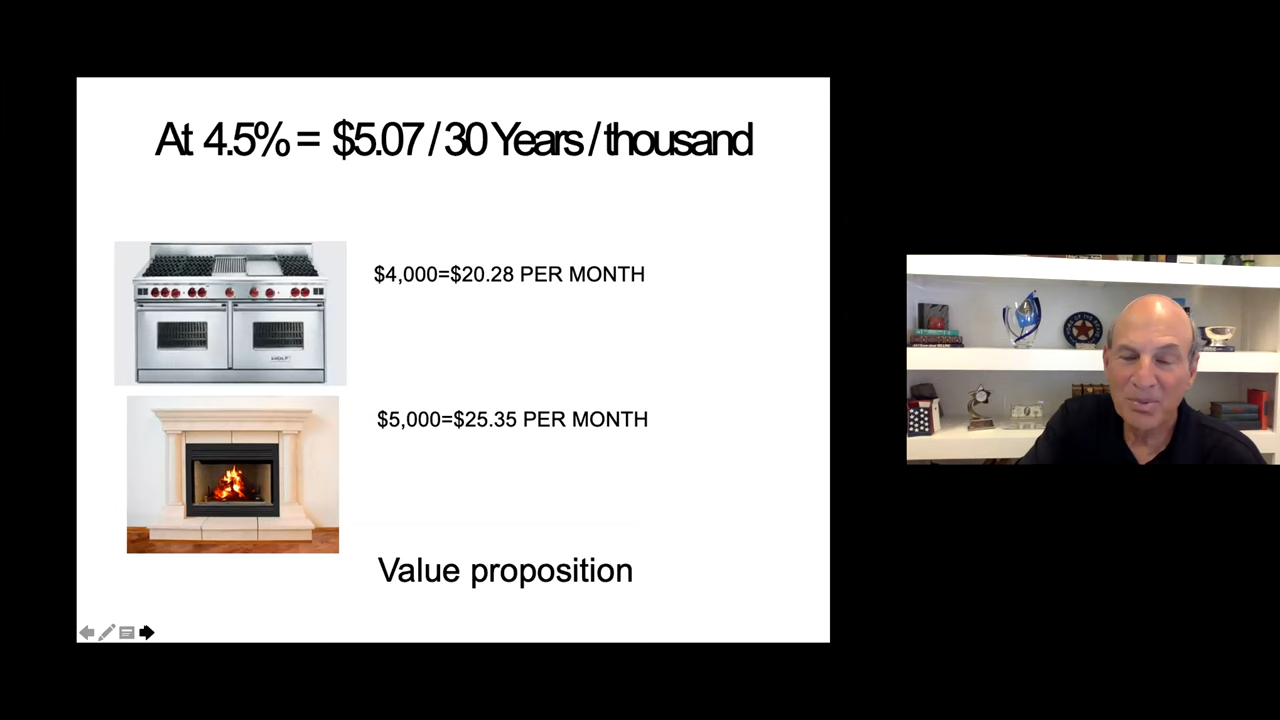 At 4.5% = $5.07 / 30 Years / thousand
$4,000=$20.28 PER MONTH
WOLF
$5,000=$25.35 PER MONTH
Value proposition